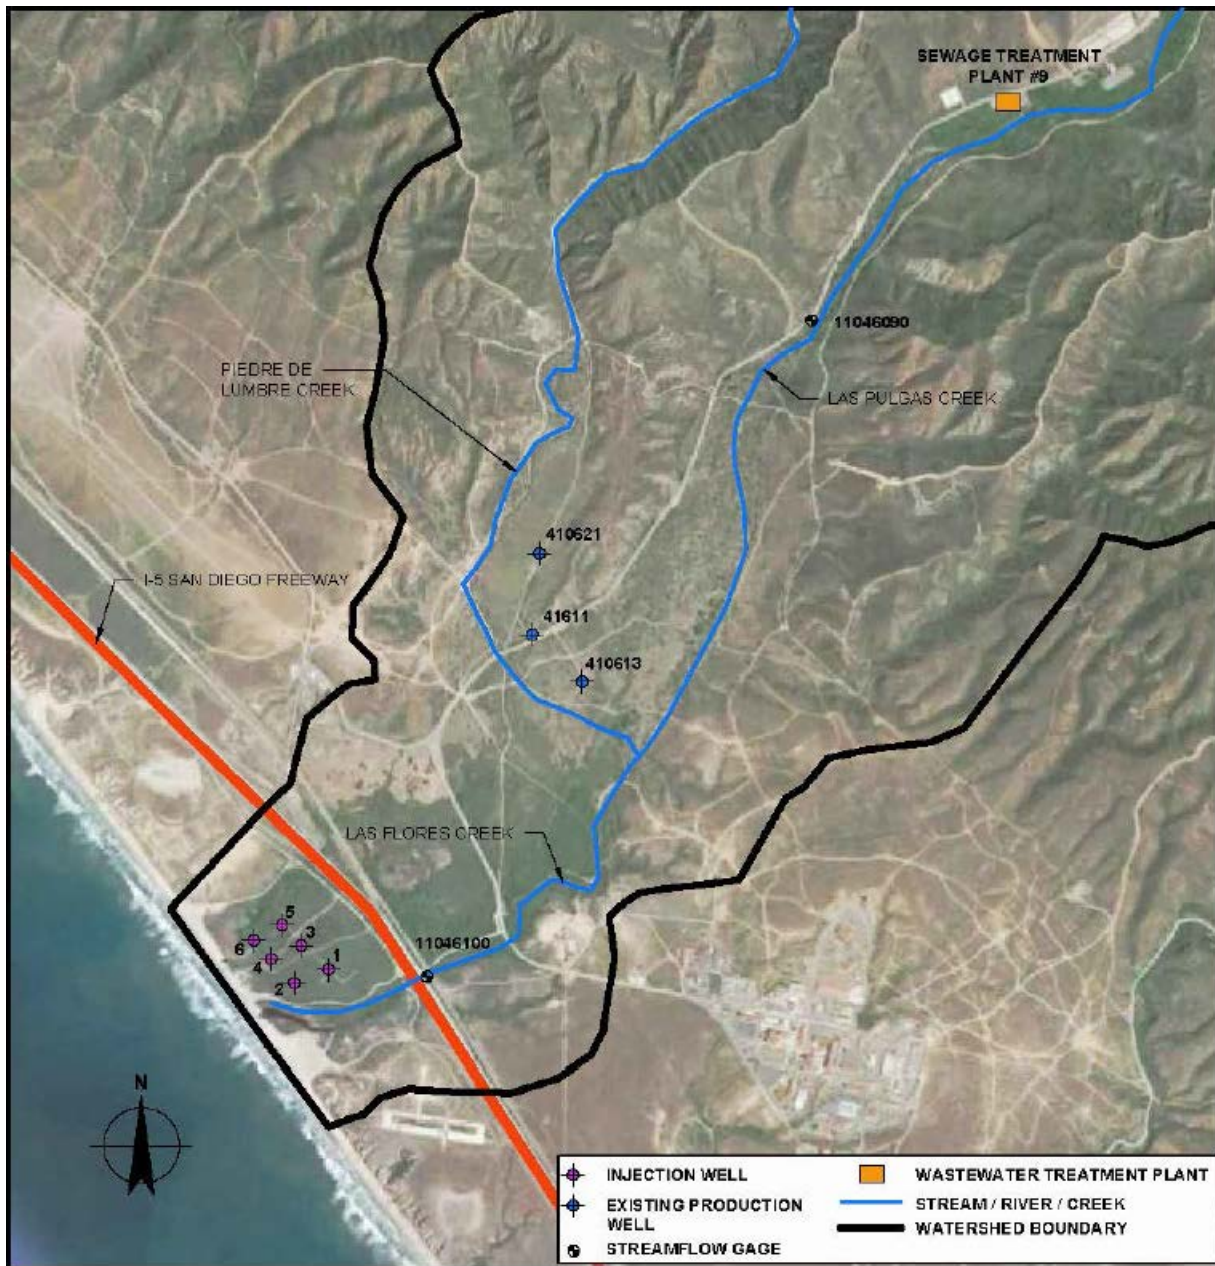 SEWAGE TREATMENT
PLANT #9
11046090
PIEDRE DE
LUMBRE CREEK
LAS PULGAS CREEK
410621
I-5 SAN DIEGO FREEWAY
41611
410613
LAS FLORES CREEK
5
6
3
11046100
4
1
2
N
INJECTION WELL
WASTEWATER TREATMENT PLANT
EXISTING PRODUCTION
WELL
STREAM / RIVER / CREEK
WATERSHED BOUNDARY
STREAMFLOW GAGE